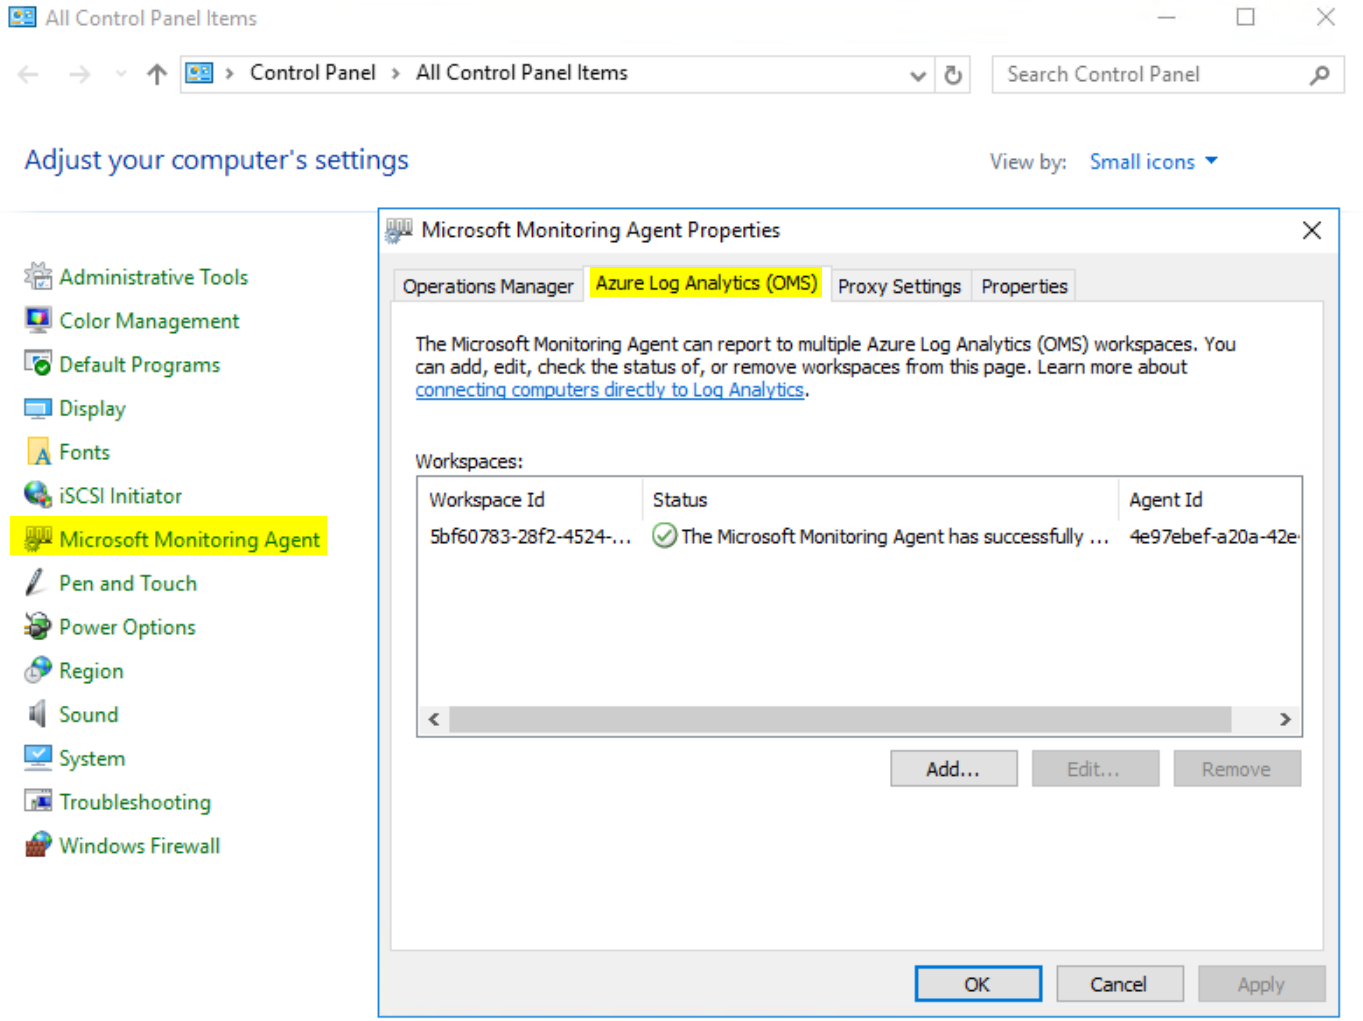 All Control Panel Items
Control Panel > All Control Panel Items
Search Control Panel
Adjust your computer's settings
View by: Small icons
Administrative Tools
Color Management
Default Programs
Display
Fonts
iSCSI Initiator
Microsoft Monitoring Agent
Pen and Touch
Power Options
Region
Sound
System
Troubleshooting
Windows Firewall
Microsoft Monitoring Agent Properties
Operations Manager Azure Log Analytics (OMS) Proxy Settings Properties
The Microsoft Monitoring Agent can report to multiple Azure Log Analytics (OMS) workspaces. You
can add, edit, check the status of, or remove workspaces from this page. Learn more about
connecting computers directly to Log Analytics.
Workspaces:
Workspace Id Status Agent Id
5bf60783-28f2-4524-... The Microsoft Monitoring Agent has successfully ... 4e97ebef-a20a-42e
Add... Edit... Remove
OK Cancel Apply